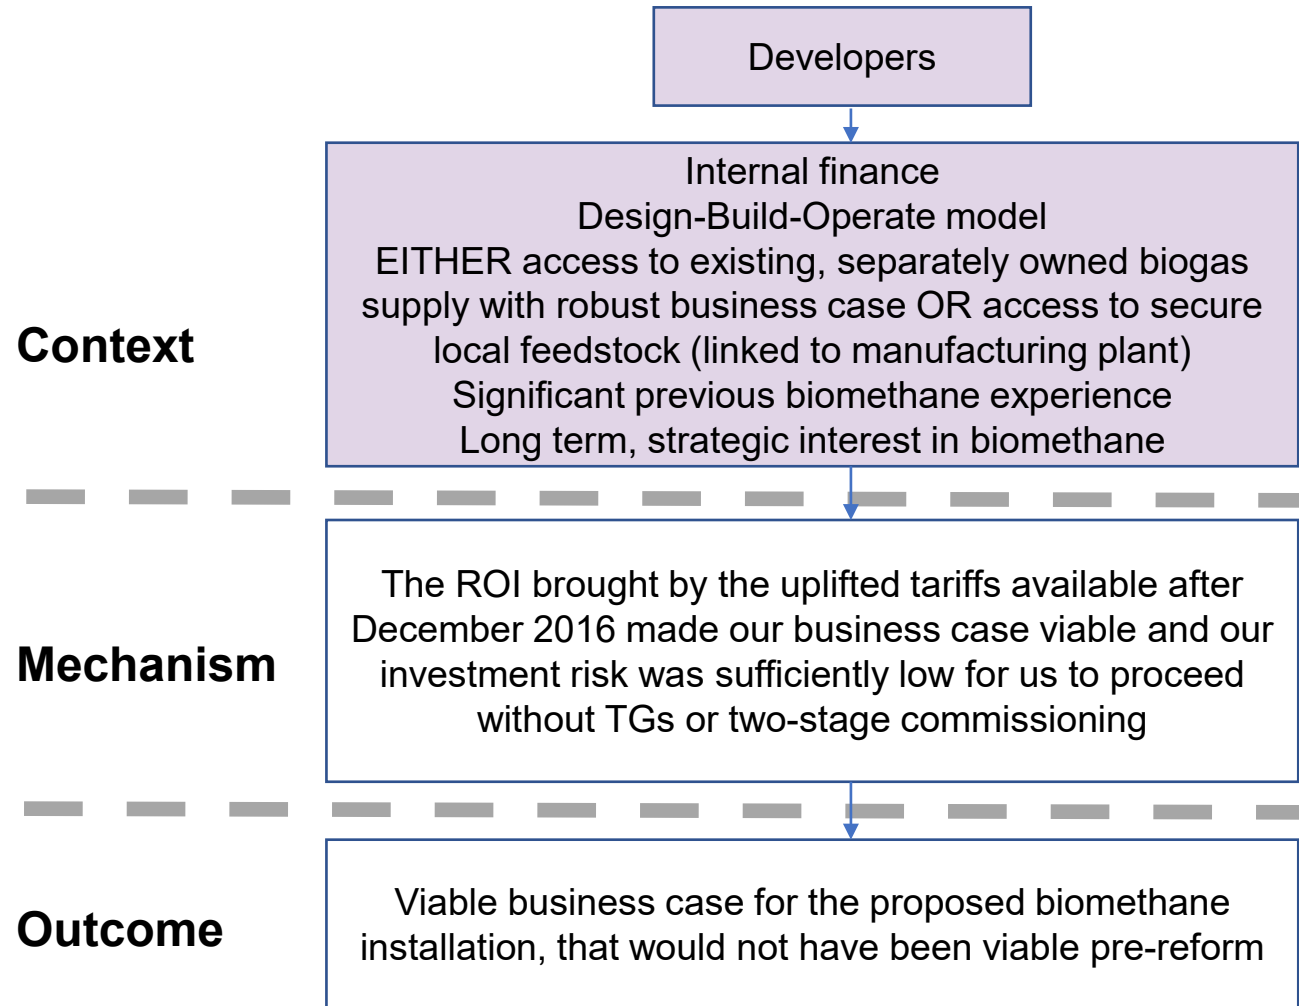 Developers
Internal finance
Design-Build-Operate model
EITHER access to existing, separately owned biogas
supply with robust business case OR access to secure
local feedstock (linked to manufacturing plant)
Significant previous biomethane experience
Long term, strategic interest in biomethane
Context
The ROI brought by the uplifted tariffs available after
December 2016 made our business case viable and our
investment risk was sufficiently low for us to proceed
without TGs or two-stage commissioning
Mechanism
Viable business case for the proposed biomethane
installation, that would not have been viable pre-reform
Outcome